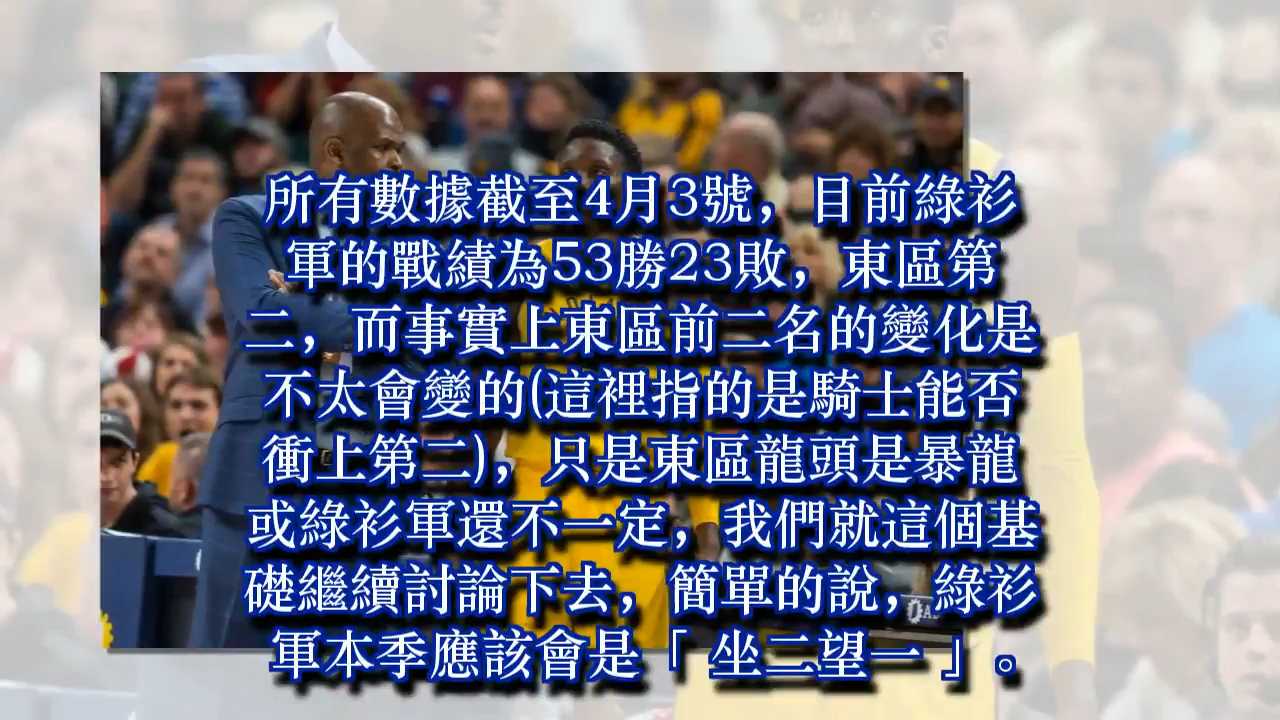 所有數據截至4月3號，目前綠衫
軍的戰績為53勝23敗，東區第
二，而事實上東區前二名的變化是
不太會變的(這裡指的是騎士能否
衝上第二)，只是東區龍頭是暴龍
或綠衫軍還不一定，我們就這個基
礎繼續討論下去，簡單的說，綠衫
軍本季應該會是「坐二望一」。